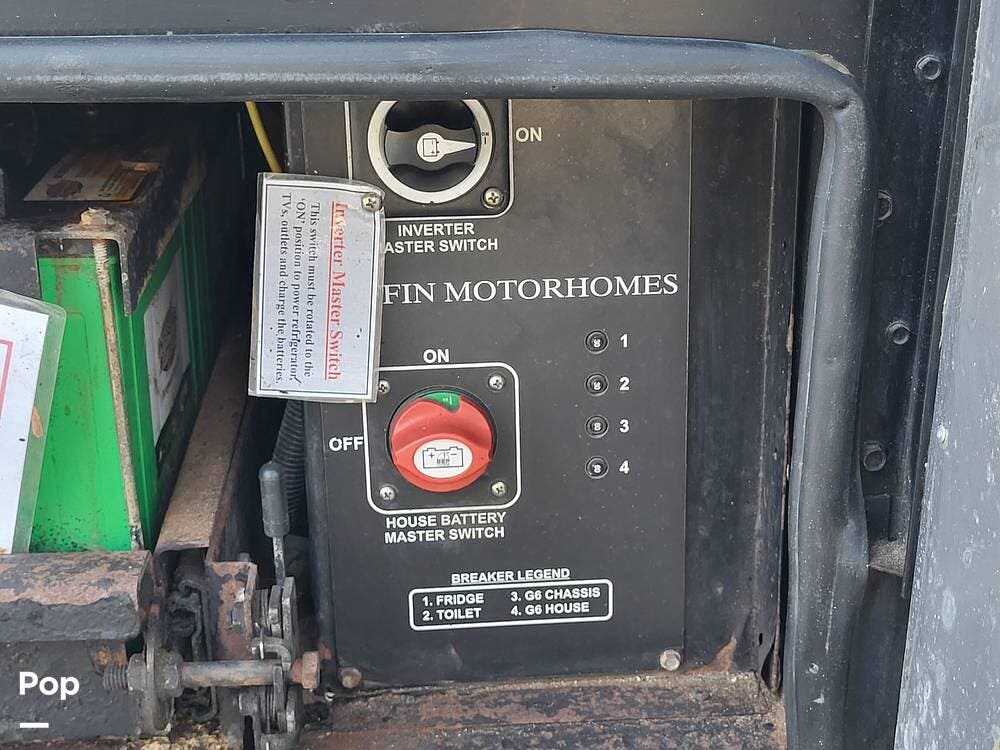 ON
ON
I
INVERTER
ASTER SWITCH
Inverter Master Switch
This switch must be rotated to the
'ON' position to power refrigerator,
TVs, outlets and charge the batteries.
FIN MOTORHOMES
ON
OFF
1
2
3
4
HOUSE BATTERY
MASTER SWITCH
BREAKER LEGEND
1. FRIDGE 3. G6 CHASSIS
2. TOILET 4. G6 HOUSE
Pop